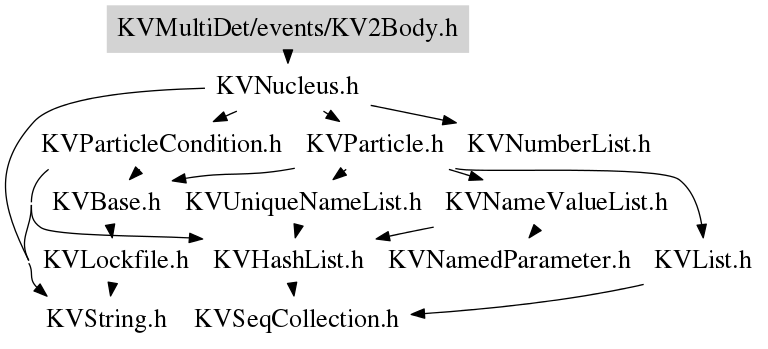 KVMultiDet/events/KV2Body.h
KVNucleus.h
KVParticleCondition.h KVParticle.h KVNumberList.h
KVBase.h KVUniqueNameList.h KVNameValueList.h
KVLockfile.h KVHashList.h KVNamedParameter.h KVList.h
KVString.h KVSeqCollection.h